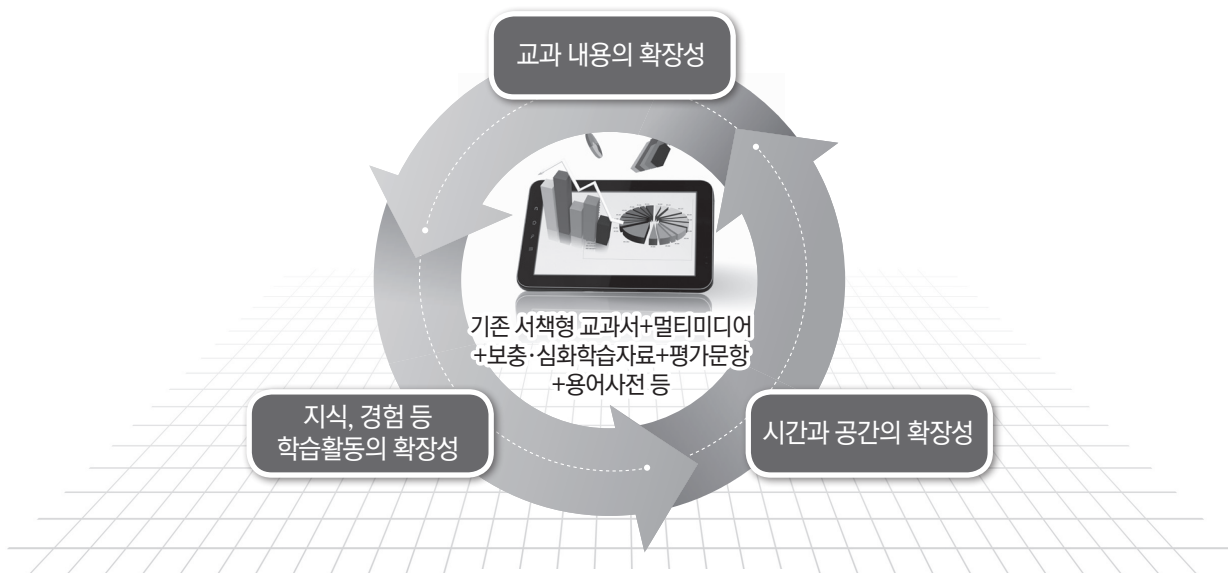 교과 내용의 확장성
기존 서책형 교과서+멀티미디어
+보충·심화학습자료+평가문항
+용어사전 등
지식, 경험 등
학습활동의 확장성
시간과 공간의 확장성